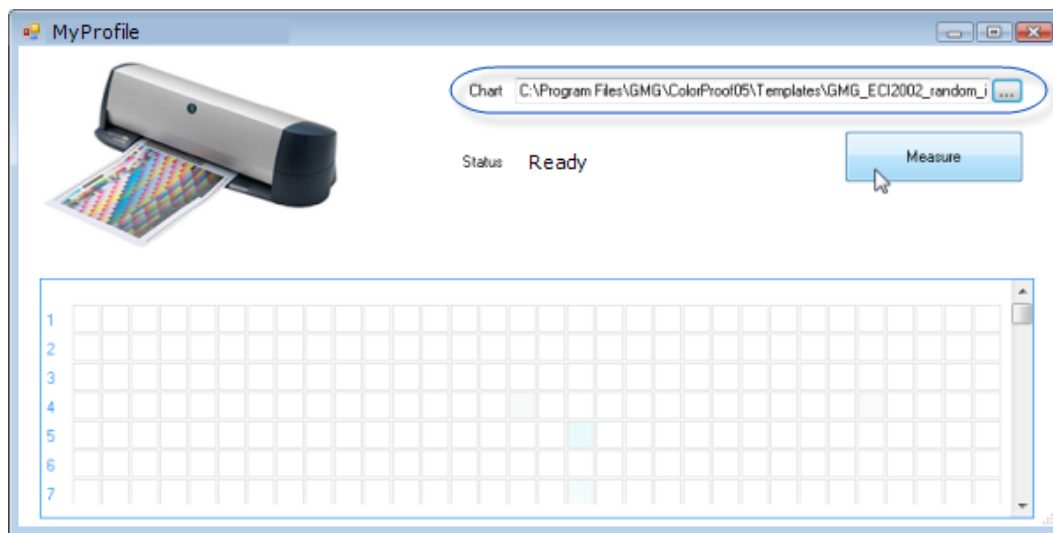 MyProfile
Chart C:\Program Files\GMG\ColorProof05\Templates\GMG_ECI2002_random_i ...
Status Ready
Measure
1
2
3
4
5
6
7